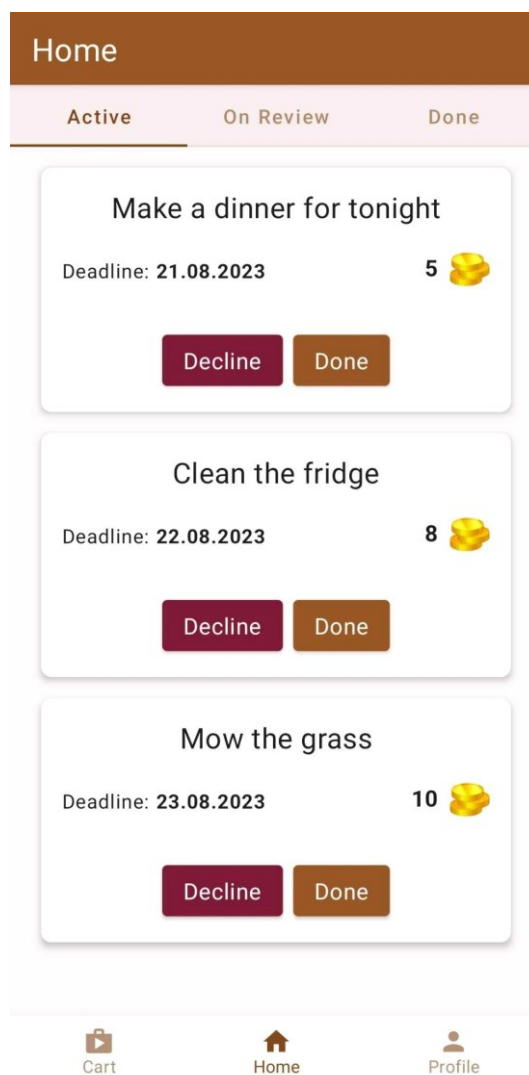 Home
Active On Review Done
Make a dinner for tonight
Deadline: 21.08.2023 5
Decline Done
Clean the fridge
Deadline: 22.08.2023 8
Decline Done
Mow the grass
Deadline: 23.08.2023 10
Decline Done
Cart Home Profile